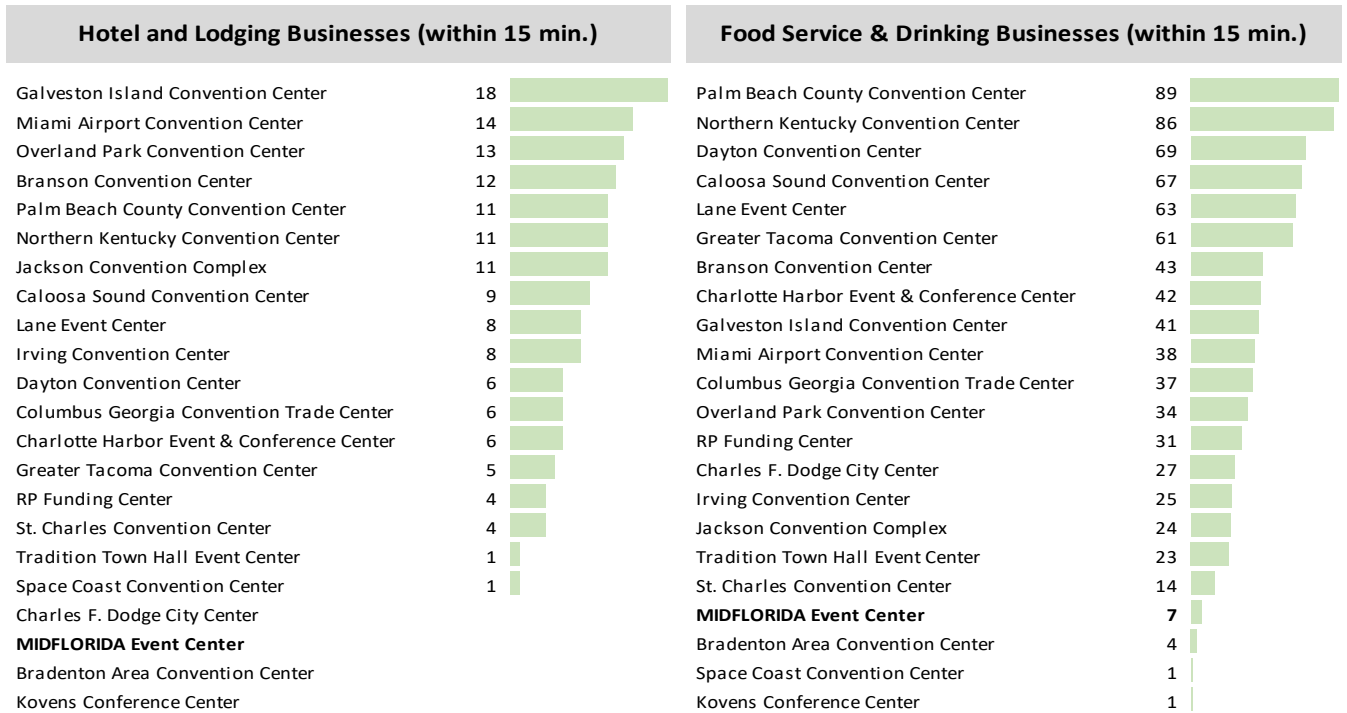 Hotel and Lodging Businesses (within 15 min.)
Galveston Island Convention Center 18
Miami Airport Convention Center 14
Overland Park Convention Center 13
Branson Convention Center 12
Palm Beach County Convention Center 11
Northern Kentucky Convention Center 11
Jackson Convention Complex 11
Caloosa Sound Convention Center 9
Lane Event Center 8
Irving Convention Center 8
Dayton Convention Center 6
Columbus Georgia Convention Trade Center 6
Charlotte Harbor Event & Conference Center 6
Greater Tacoma Convention Center 5
RP Funding Center 4
St. Charles Convention Center 4
Tradition Town Hall Event Center 1
Space Coast Convention Center 1
Charles F. Dodge City Center
MIDFLORIDA Event Center
Bradenton Area Convention Center
Kovens Conference Center
Food Service & Drinking Businesses (within 15 min.)
Palm Beach County Convention Center 89
Northern Kentucky Convention Center 86
Dayton Convention Center 69
Caloosa Sound Convention Center 67
Lane Event Center 63
Greater Tacoma Convention Center 61
Branson Convention Center 43
Charlotte Harbor Event & Conference Center 42
Galveston Island Convention Center 41
Miami Airport Convention Center 38
Columbus Georgia Convention Trade Center 37
Overland Park Convention Center 34
RP Funding Center 31
Charles F. Dodge City Center 27
Irving Convention Center 25
Jackson Convention Complex 24
Tradition Town Hall Event Center 23
St. Charles Convention Center 14
MIDFLORIDA Event Center 7
Bradenton Area Convention Center 4
Space Coast Convention Center 1
Kovens Conference Center 1